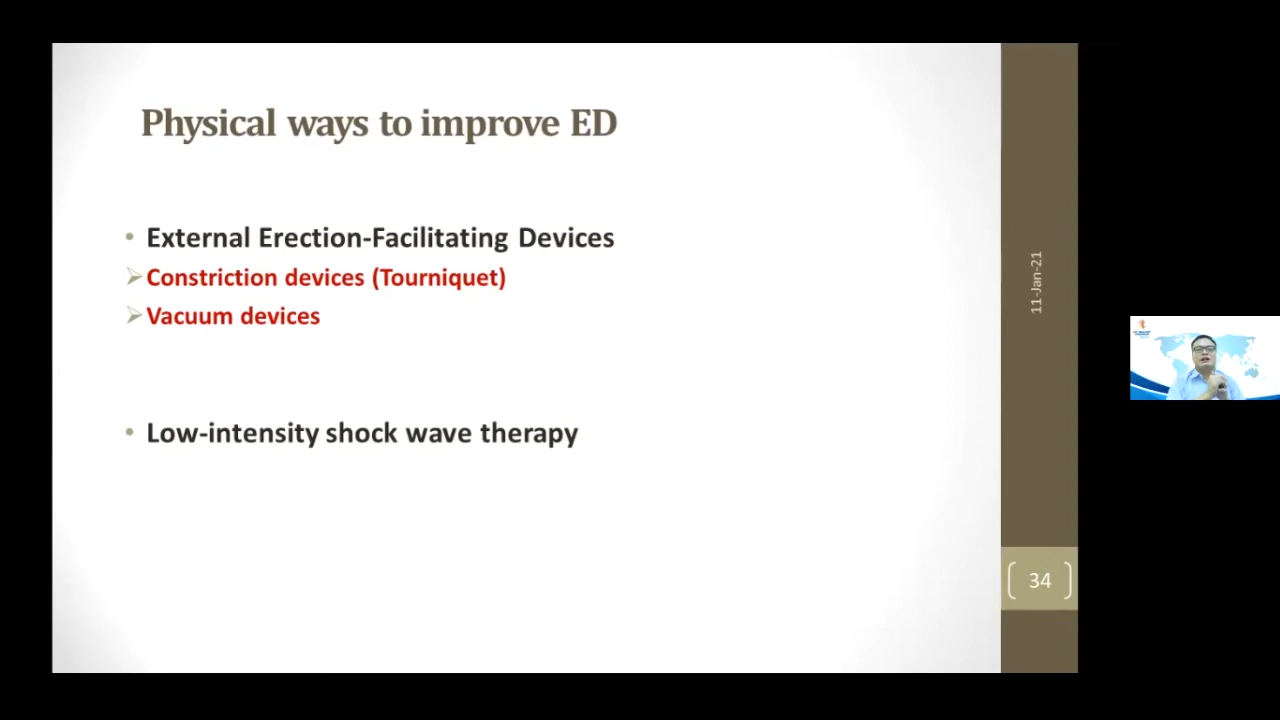 Physical ways to improve ED
External Erection-Facilitating Devices
Constriction devices (Tourniquet)
Vacuum devices
Low-intensity shock wave therapy
11-Jan-21
34